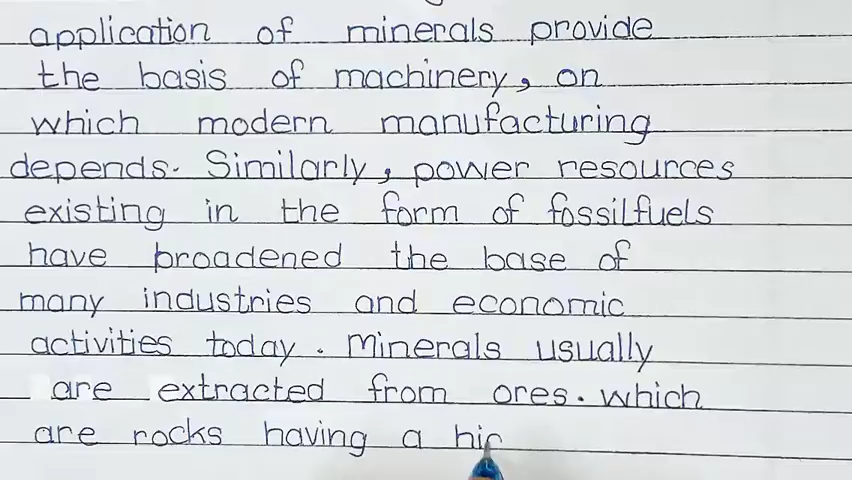 application of minerals provide
the basis of machinery, on
which modern manufacturing
depends. Similarly, power resources
existing in the form of fossilfuels
have broadened the base of
many industries and economic
activities today. Minerals usually
are extracted from ores. which
are rocks having a